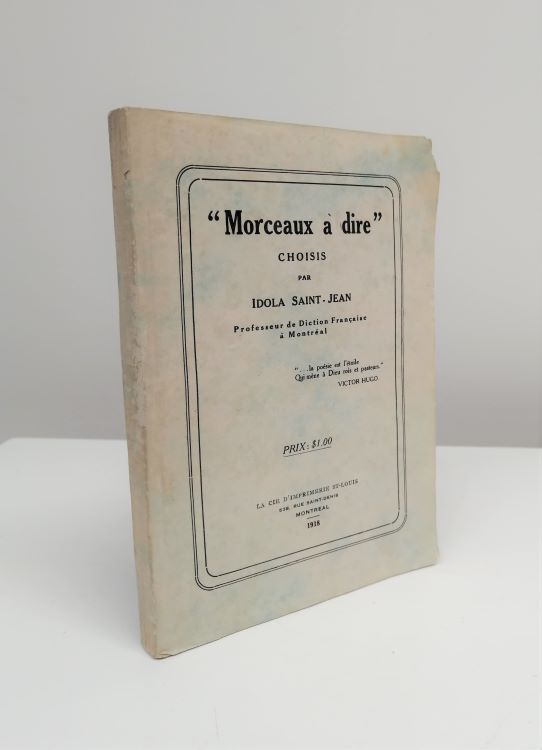 “Morceaux à dire”
CHOISIS
PAR
IDOLA SAINT-JEAN
Professeur de Diction Française
à Montréal
“...la poésie est l'étoile
Qui mène à Dieu rois et pasteurs.”
VICTOR HUGO.
PRIX: $1.00
LA CIE D'IMPRIMERIE ST-LOUIS
538, RUE SAINT-DENIS
MONTREAL
1918